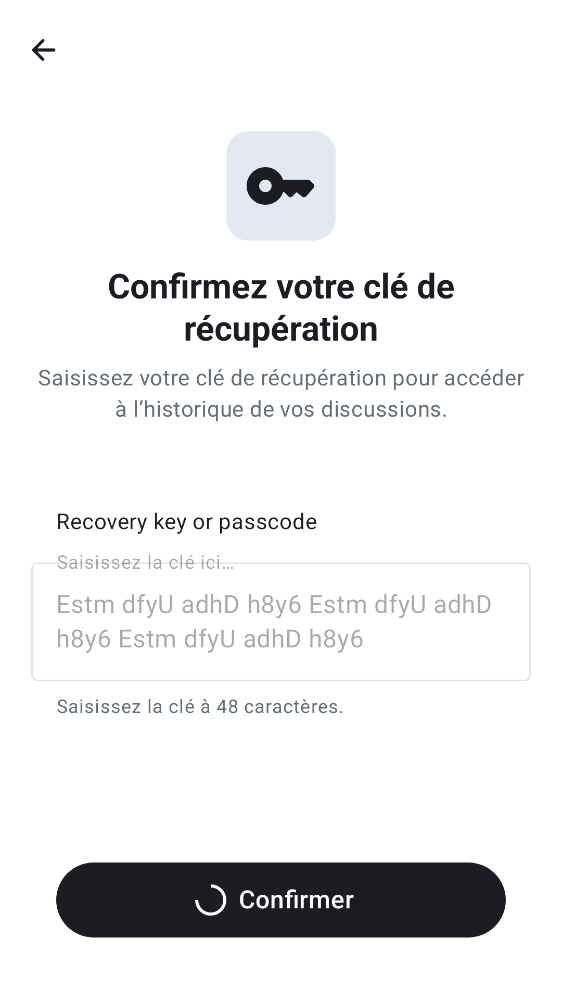 Confirmez votre clé de
récupération
Saisissez votre clé de récupération pour accéder
à l’historique de vos discussions.
Recovery key or passcode
Saisissez la clé ici…
Estm dfyU adhD h8y6 Estm dfyU adhD
h8y6 Estm dfyU adhD h8y6
Saisissez la clé à 48 caractères.
Confirmer